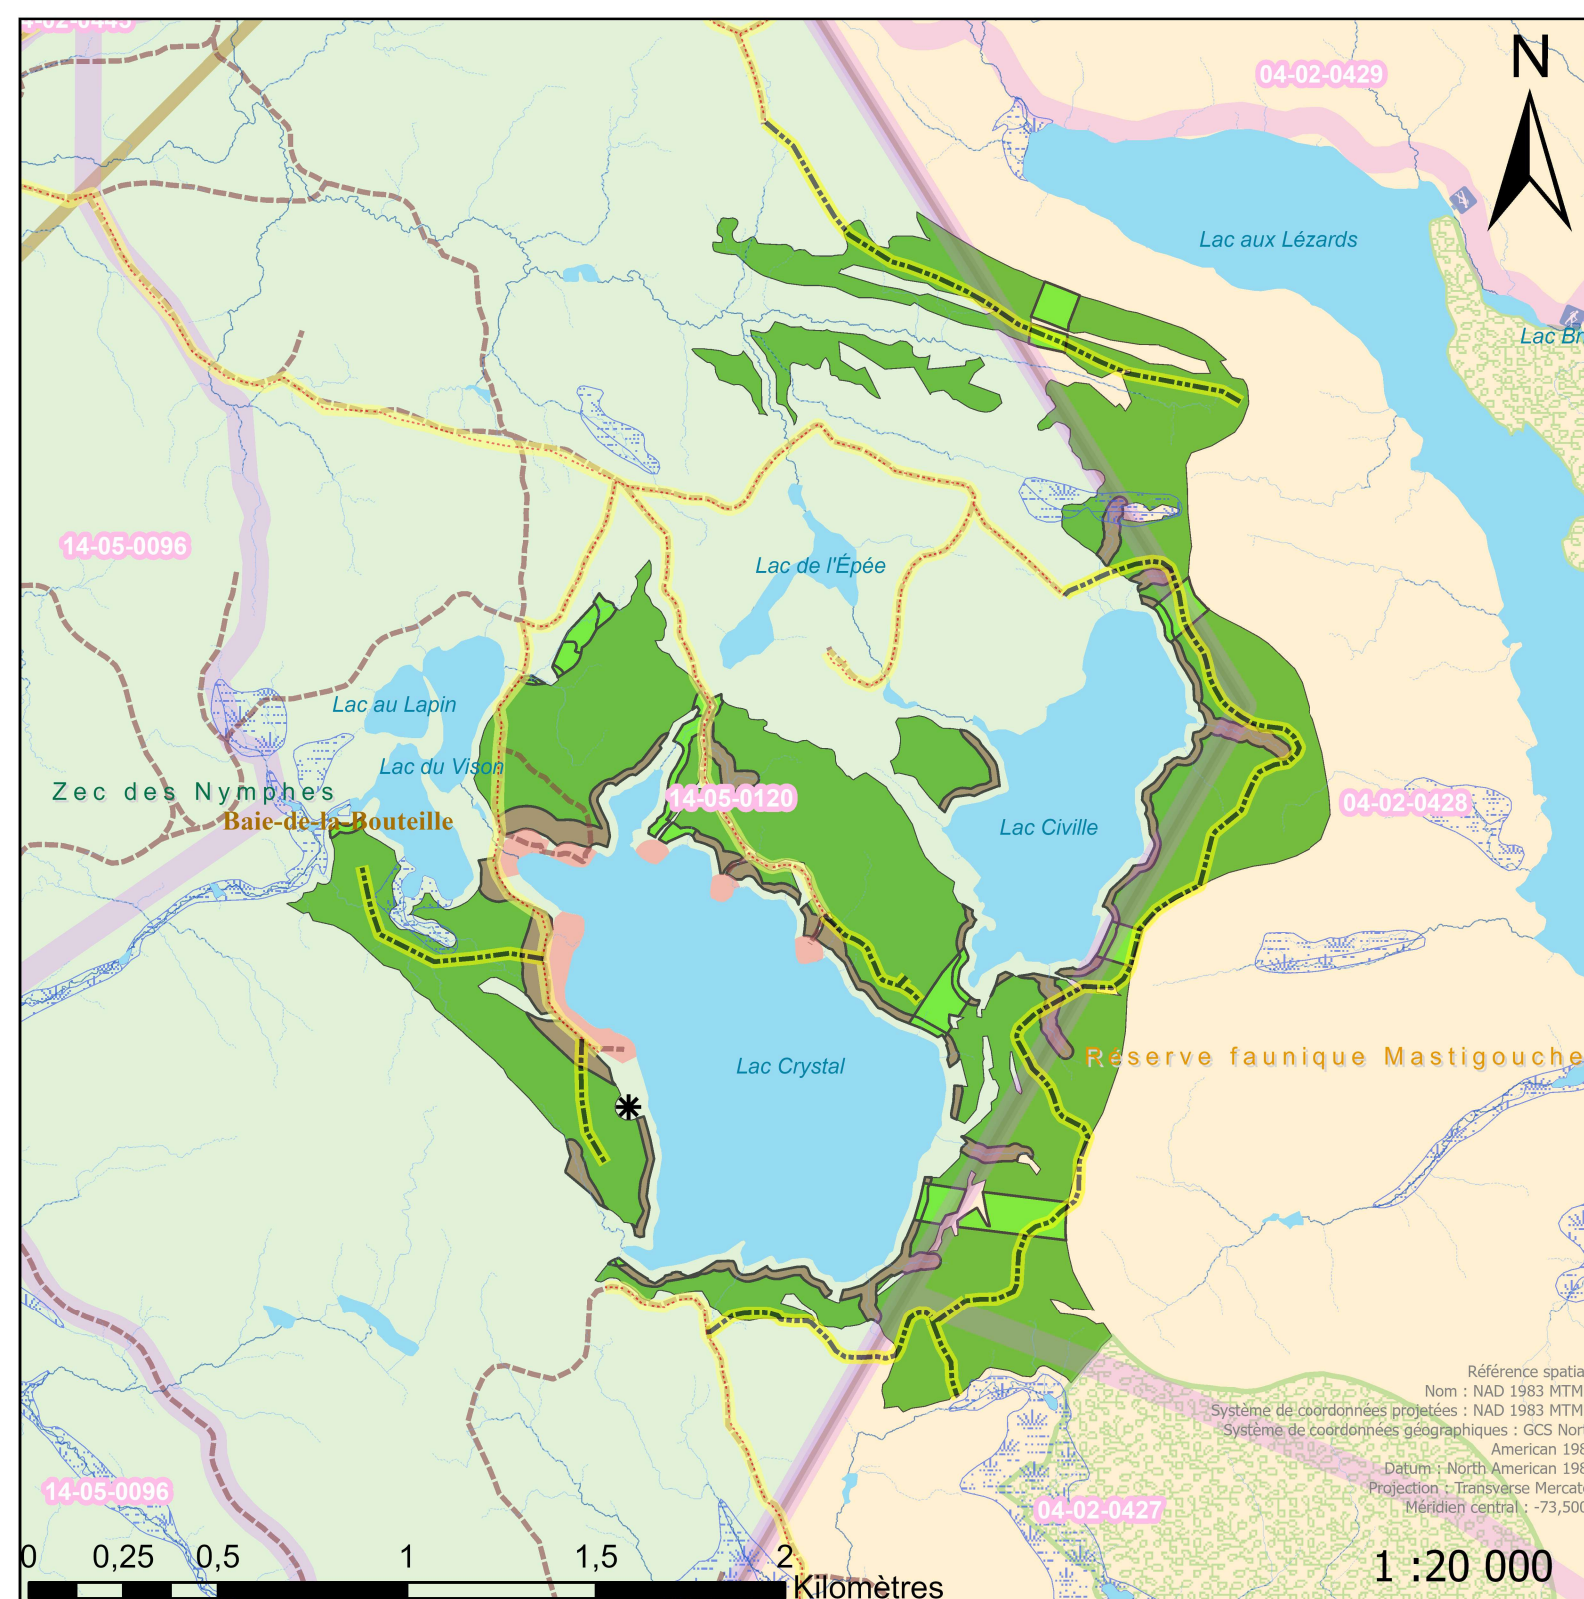 N
04-02-0429
Lac aux Lézards
14-05-0096
Lac de l'Épée
Lac au Lapin
Lac du Vison
Zec des Nymphes
Baie-de-la-Bouteille
14-05-0120
Lac Civille
04-02-0428
Réserve faunique Mastigouche
Lac Crystal
Référence spatia
Nom : NAD 1983 MTM
Système de coordonnées projetées : NAD 1983 MTM
Système de coordonnées géographiques : GCS Nor
American 198
Datum : North American 198
Projection : Transverse Mercat
Méridien central : -73,500
14-05-0096
04-02-0427
0 0,25 0,5 1 1,5 2
Kilomètres
1 :20 000